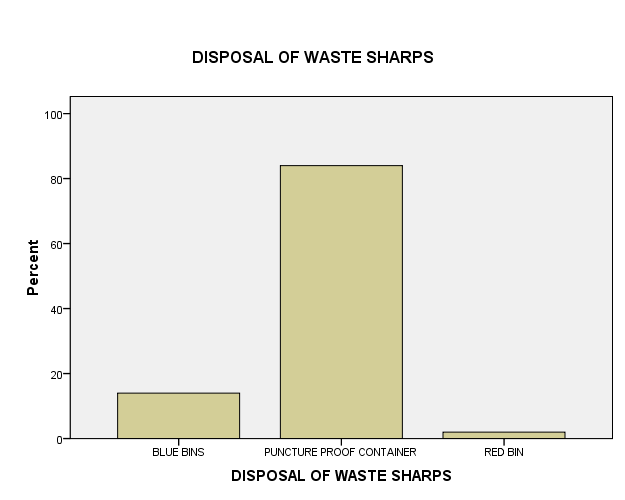 DISPOSAL OF WASTE SHARPS
100
80
60
40
20
0
Percent
BLUE BINS
PUNCTURE PROOF CONTAINER
RED BIN
DISPOSAL OF WASTE SHARPS